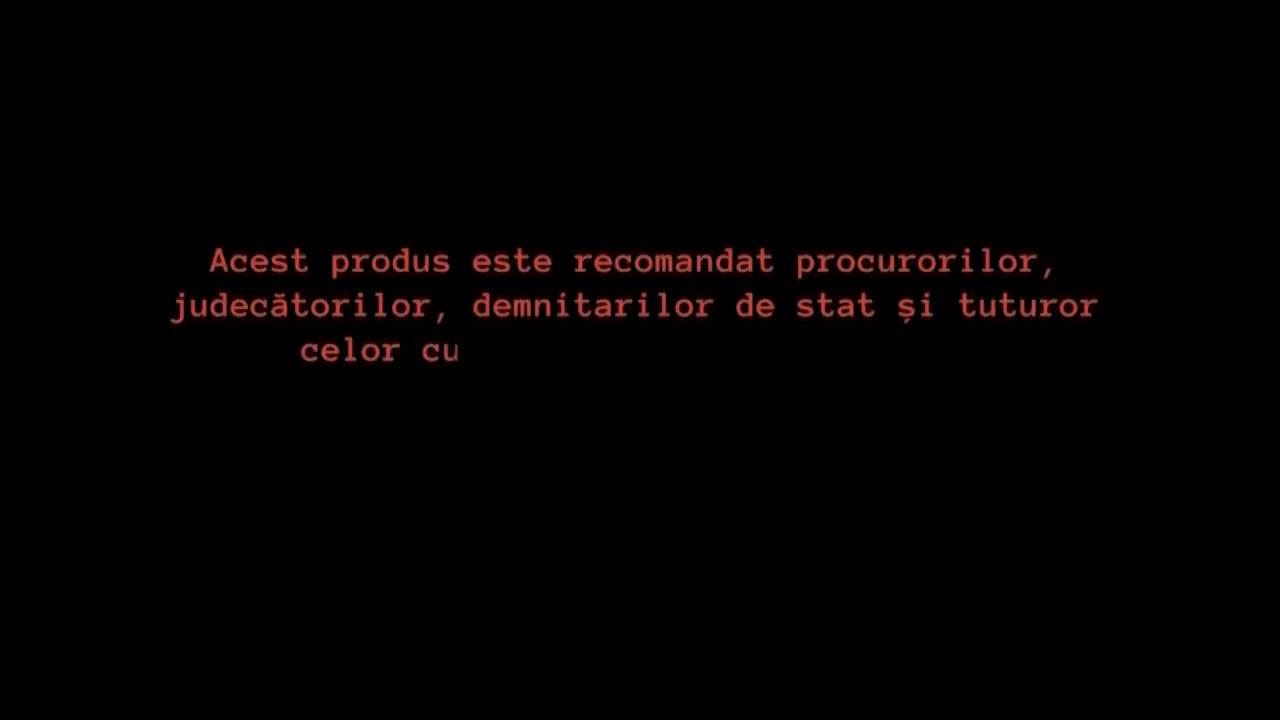 Acest produs este recomandat procurorilor,
judecătorilor, demnitarilor de stat și tuturor
celor cu